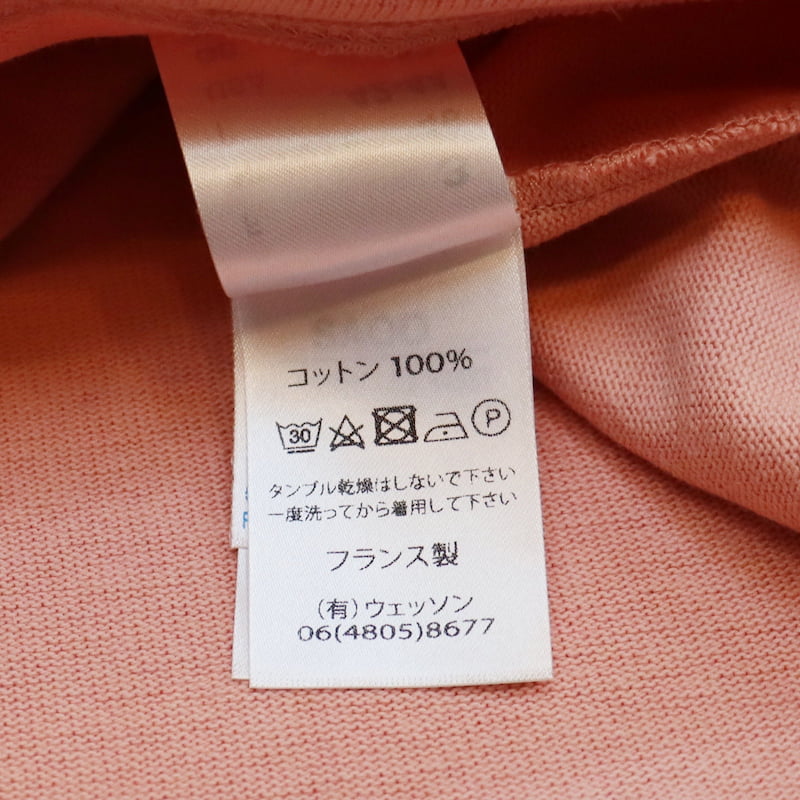 コットン 100%
30 P
タンブル乾燥はしないで下さい
一度洗ってから着用して下さい
フランス製
(有)ウェッソン
06(4805)8677